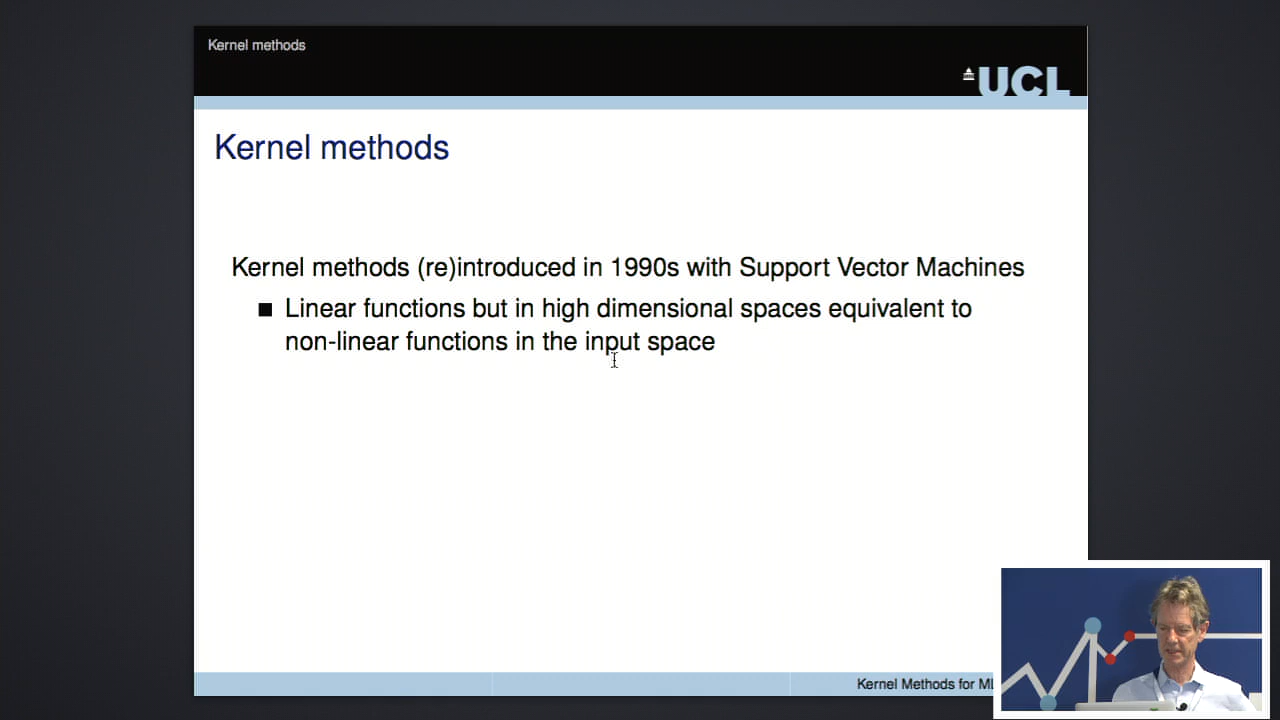 Kernel methods
UCL
Kernel methods
Kernel methods (re)introduced in 1990s with Support Vector Machines
■ Linear functions but in high dimensional spaces equivalent to
non-linear functions in the input space
Kernel Methods for ML